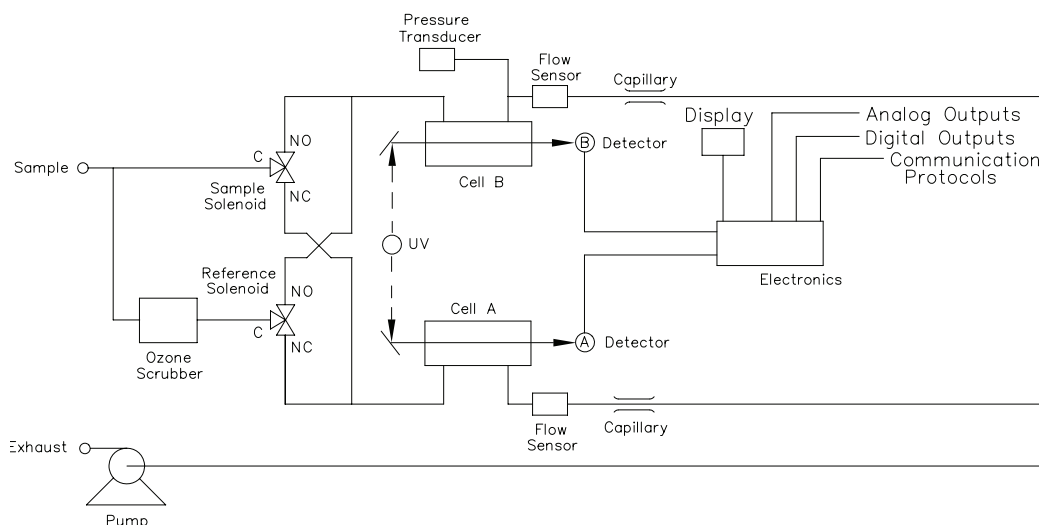 Pressure
Transducer
Flow
Sensor
Capillary
Display
Analog Outputs
Digital Outputs
Communication
Protocols
NO
B
Detector
C
Sample
NC
Sample
Solenoid
Cell B
UV
Electronics
Reference
Solenoid
NO
Cell A
C
NC
A
Detector
Ozone
Scrubber
Flow
Sensor
Capillary
Exhaust
Pump